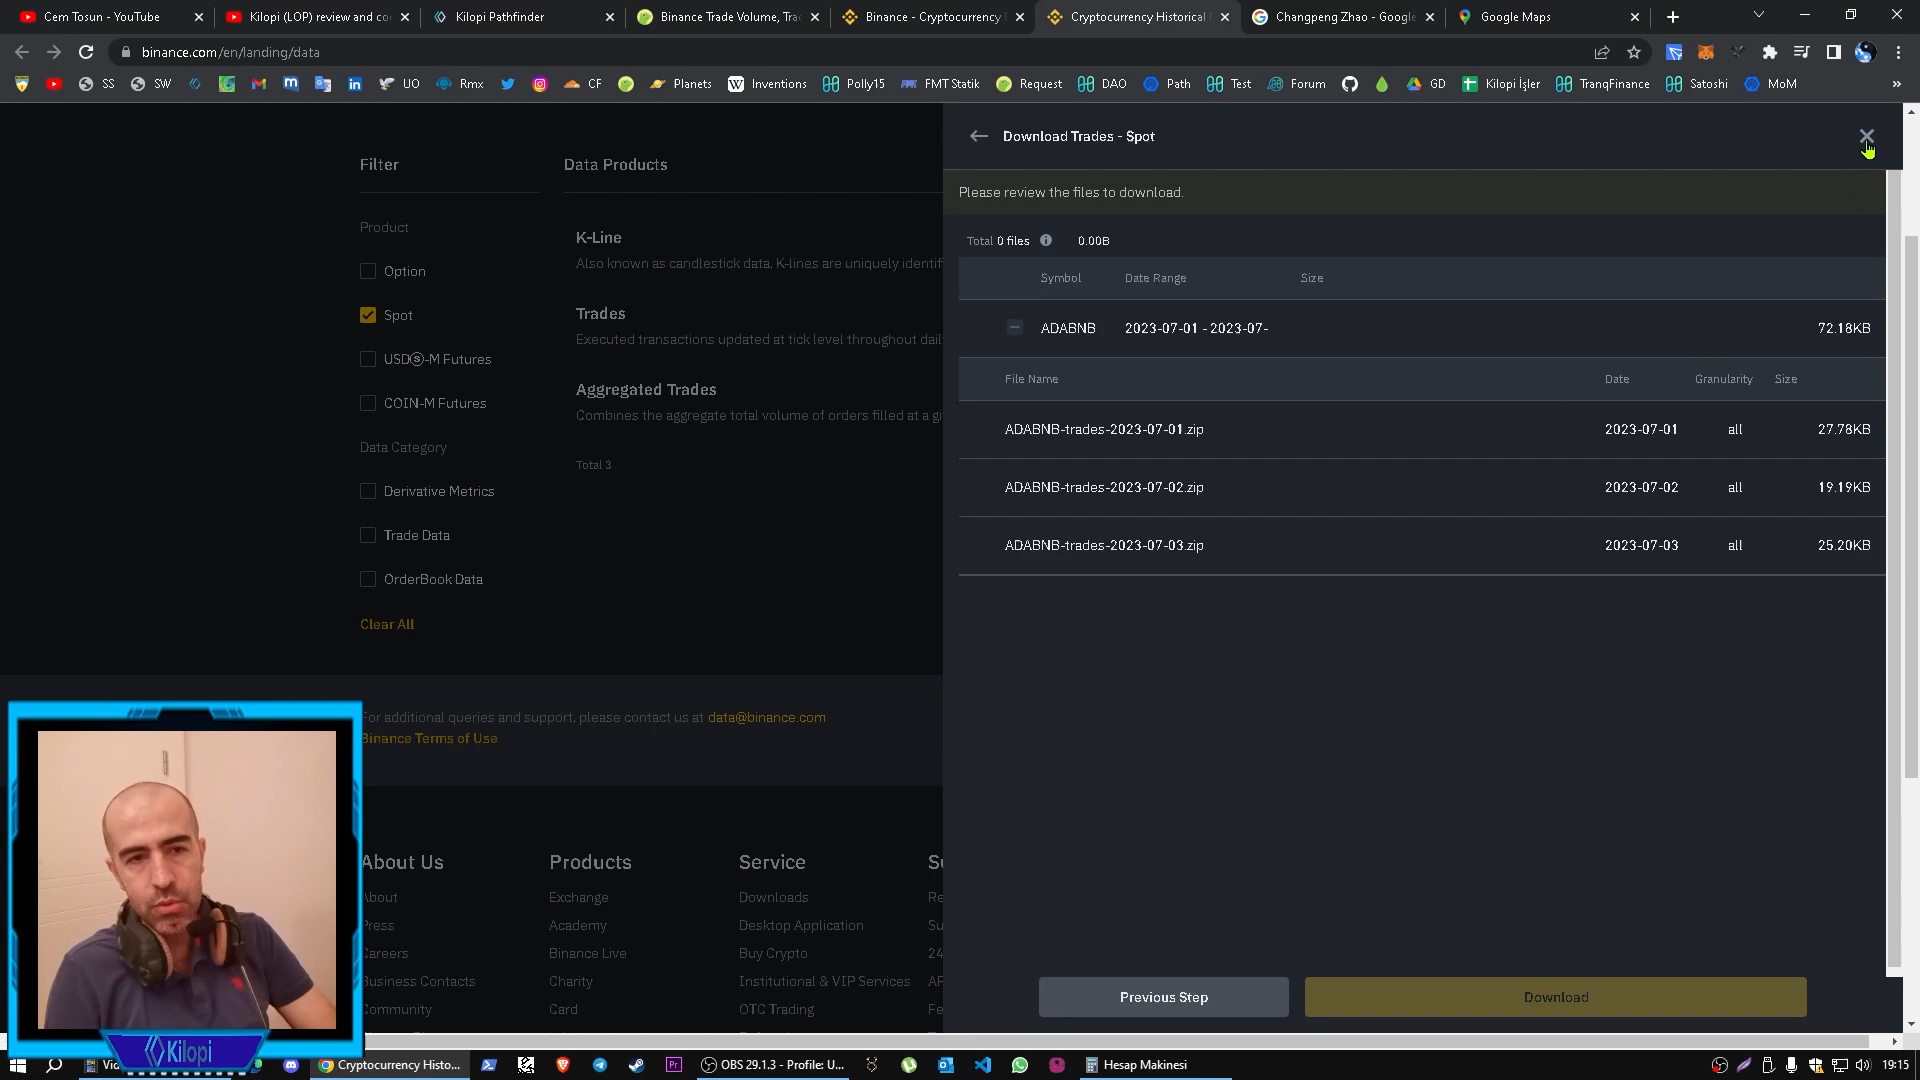 Cem Tosun - YouTube
Kilopi (LOP) review and co
Kilopi Pathfinder
Binance Trade Volume, Tra
Binance - Cryptocurrency
Cryptocurrency Historical
Changpeng Zhao - Google
Google Maps
binance.com/en/landing/data
SS
SW
UO
Rmx
CF
Planets
Inventions
Polly15
FMT Statik
Request
DAO
Path
Test
Forum
GD
Kilopi İşler
TranqFinance
Satoshi
MoM
Filter
Data Products
Product
Option
Spot
USDⓈ-M Futures
COIN-M Futures
Data Category
Derivative Metrics
Trade Data
OrderBook Data
Clear All
K-Line
Also known as candlestick data, K-lines are uniquely identif
Trades
Executed transactions updated at tick level throughout dail
Aggregated Trades
Combines the aggregate total volume of orders filled at a gi
Total 3
Download Trades - Spot
Please review the files to download.
Total 0 files 0.00B
Symbol Date Range Size
ADABNB 2023-07-01 - 2023-07- 72.18KB
File Name Date Granularity Size
ADABNB-trades-2023-07-01.zip 2023-07-01 all 27.78KB
ADABNB-trades-2023-07-02.zip 2023-07-02 all 19.19KB
ADABNB-trades-2023-07-03.zip 2023-07-03 all 25.20KB
Previous Step
Download
For additional queries and support, please contact us at data@binance.com
Binance Terms of Use
About Us
About
Press
Careers
Business Contacts
Community
Products
Exchange
Academy
Binance Live
Charity
Card
Service
Downloads
Desktop Application
Buy Crypto
Institutional & VIP Services
OTC Trading
Su
Re
Su
24
AF
Fe
Kilopi
Vid
Cryptocurrency Histo...
OBS 29.1.3 - Profile: U...
Hesap Makinesi
19:15